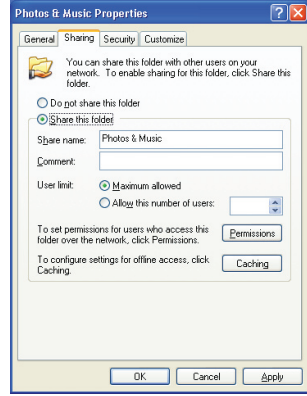 Photos & Music Properties
General Sharing Security Customize
You can share this folder with other users on your
network. To enable sharing for this folder, click Share this
folder.
Do not share this folder
Share this folder
Share name: Photos & Music
Comment:
User limit: Maximum allowed
Allow this number of users:
To set permissions for users who access this
folder over the network, click Permissions.
Permissions
To configure settings for offline access, click
Caching.
Caching
OK Cancel Apply